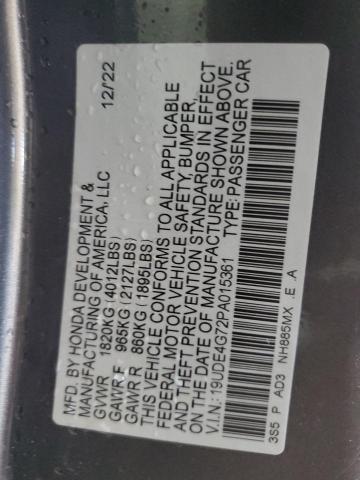 MFD. BY HONDA DEVELOPMENT &
MANUFACTURING OF AMERICA, LLC 12/22
GVWR 1820KG(4012LBS)
GAWR F 965KG(2127LBS)
GAWR R 860KG(1895LBS)
THIS VEHICLE CONFORMS TO ALL APPLICABLE
FEDERAL MOTOR VEHICLE SAFETY, BUMPER,
AND THEFT PREVENTION STANDARDS IN EFFECT
ON THE DATE OF MANUFACTURE SHOWN ABOVE.
V.I.N.:19UDE4G72PA015361 TYPE:PASSENGER CAR
3S5 P AD3 NH885MX .E .A